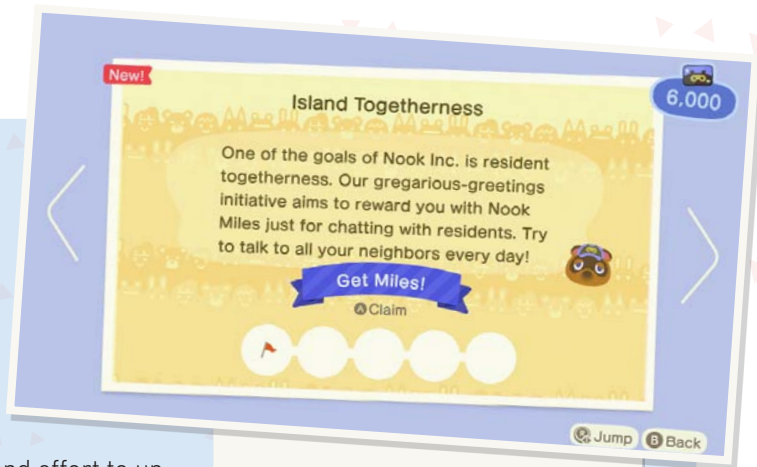 New!
6,000
Island Togetherness
One of the goals of Nook Inc. is resident
togetherness. Our gregarious-greetings
initiative aims to reward you with Nook
Miles just for chatting with residents. Try
to talk to all your neighbors every day!
Get Miles!
A Claim
Jump B Back
nd effort to un